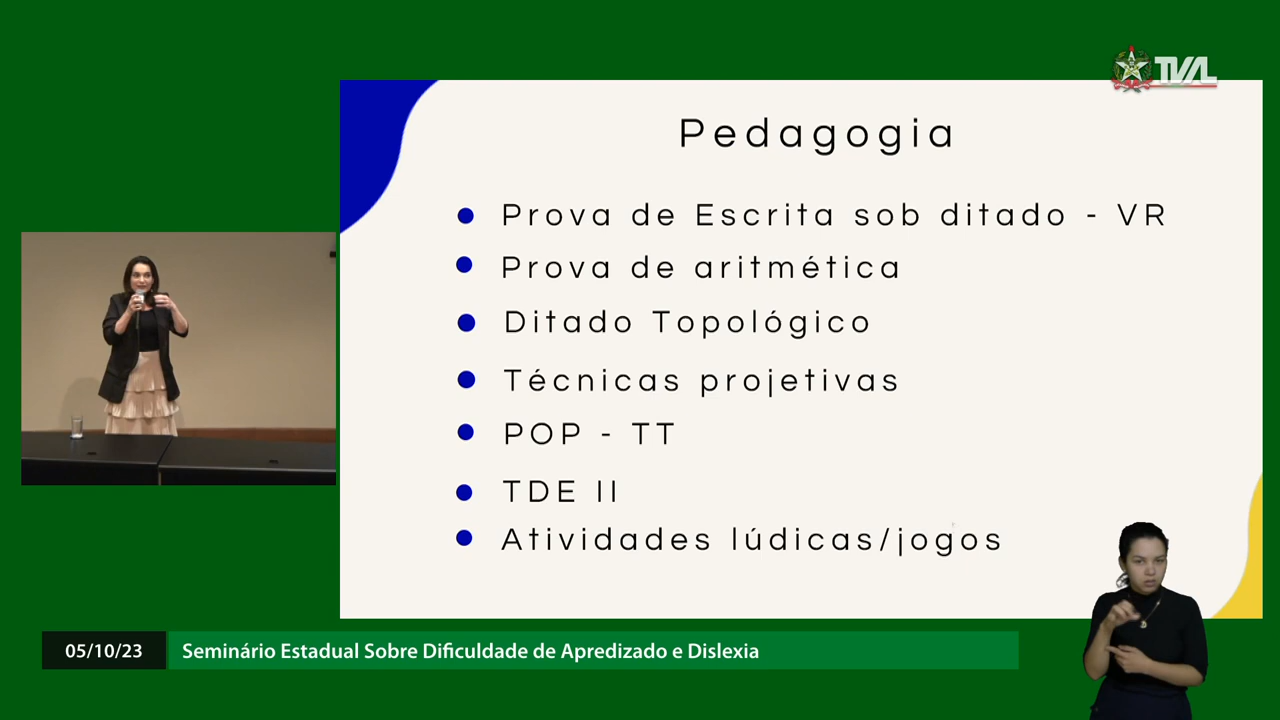 TVAL
Pedagogia
Prova de Escrita sob ditado - VR
Prova de aritmética
Ditado Topológico
Técnicas projetivas
POP - TT
TDE II
Atividades lúdicas/jogos
05/10/23
Seminário Estadual Sobre Dificuldade de Apredizado e Dislexia